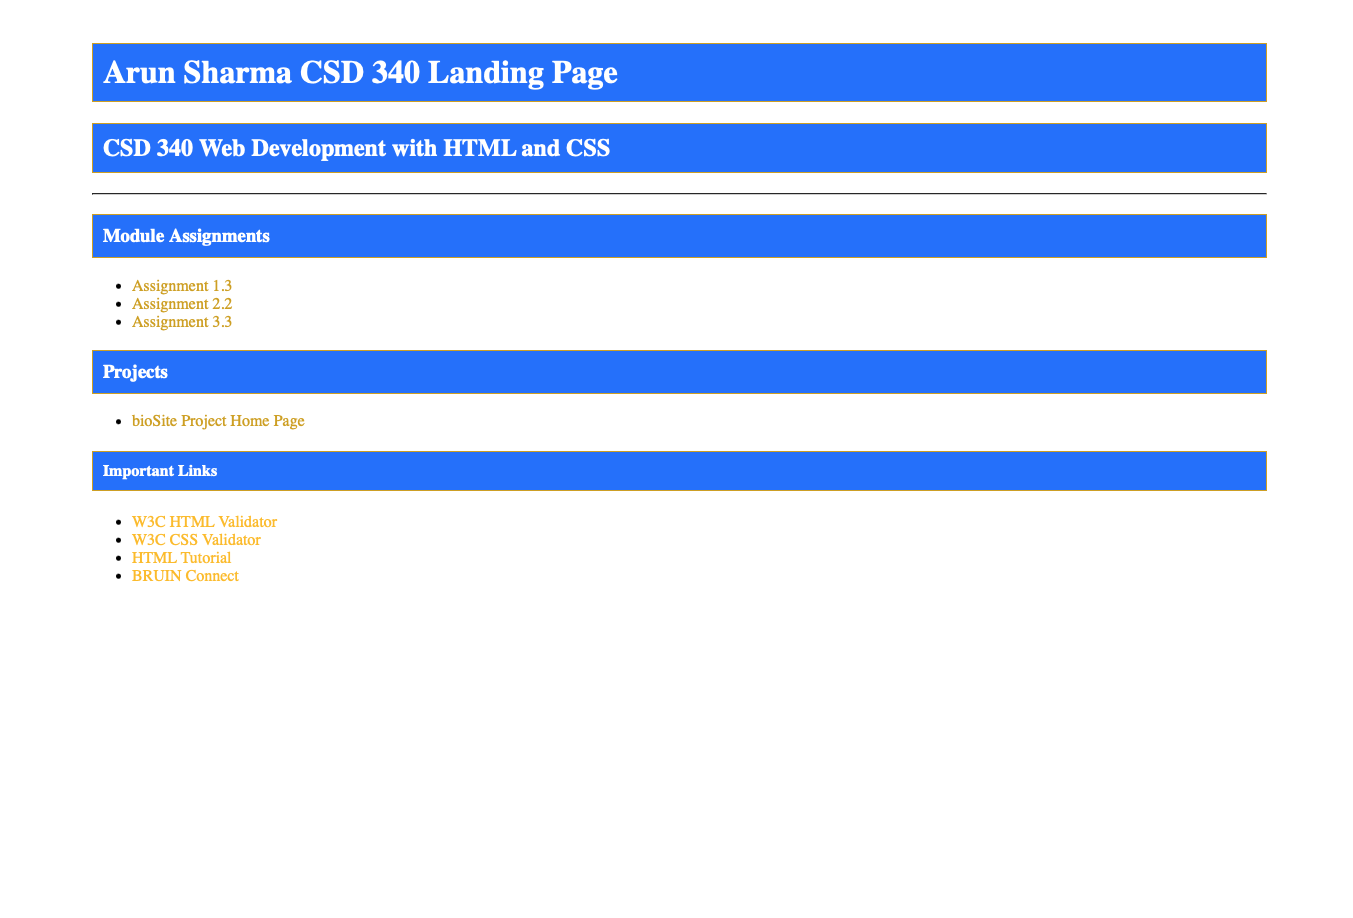 Arun Sharma CSD 340 Landing Page
CSD 340 Web Development with HTML and CSS
Module Assignments
Assignment 1.3
Assignment 2.2
Assignment 3.3
Projects
bioSite Project Home Page
Important Links
W3C HTML Validator
W3C CSS Validator
HTML Tutorial
BRUIN Connect